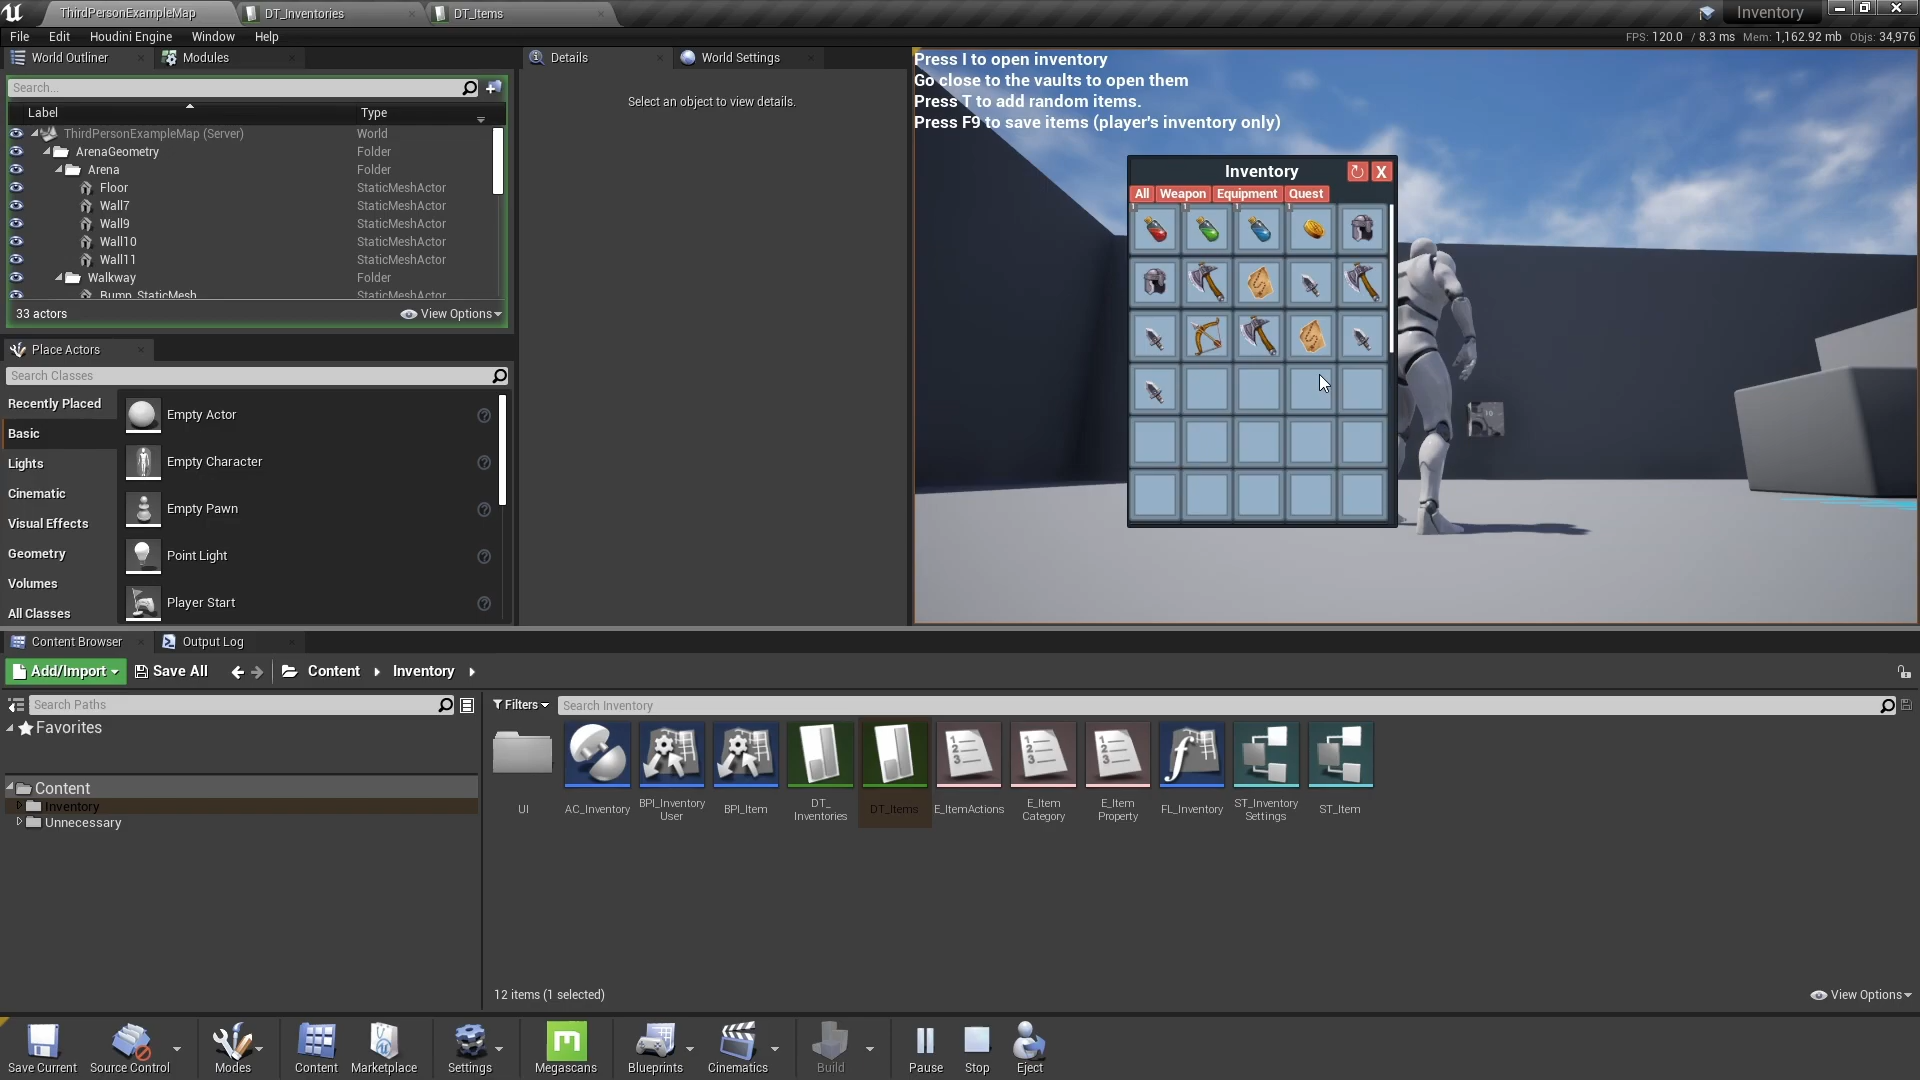 ThirdPersonExampleMap
DT_Inventories
DT_Items
Inventory
File Edit Houdini Engine Window Help
FPS: 120.0 / 8.3 ms Mem: 1,162.92 mb Objs: 34,976
World Outliner
Modules
Search...
Label Type
ThirdPersonExampleMap (Server) World
ArenaGeometry Folder
Arena Folder
Floor StaticMeshActor
Wall7 StaticMeshActor
Wall9 StaticMeshActor
Wall10 StaticMeshActor
Wall11 StaticMeshActor
Walkway Folder
Bump_StaticMesh StaticMeshActor
33 actors
View Options
Place Actors
Search Classes
Recently Placed
Basic
Lights
Cinematic
Visual Effects
Geometry
Volumes
All Classes
Empty Actor
Empty Character
Empty Pawn
Point Light
Player Start
Details
World Settings
Select an object to view details.
Press I to open inventory
Go close to the vaults to open them
Press T to add random items.
Press F9 to save items (player's inventory only)
Inventory
X
All Weapon Equipment Quest
1 1 1 1
Content Browser
Output Log
Add/Import
Save All
Content
Inventory
Search Paths
Favorites
Content
Inventory
Unnecessary
Filters
Search Inventory
UI
AC_Inventory
BPI_Inventory
User
BPI_Item
DT_
Inventories
DT_Items
E_ItemActions
E_Item
Category
E_Item
Property
FL_Inventory
ST_Inventory
Settings
ST_Item
12 items (1 selected)
View Options
Save Current
Source Control
Modes
Content
Marketplace
Settings
Megascans
Blueprints
Cinematics
Build
Pause
Stop
Eject